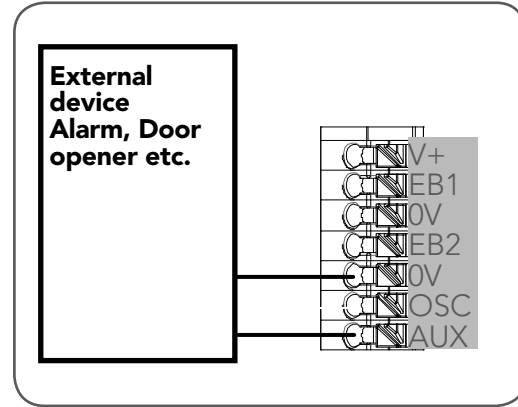 External
device
Alarm, Door
opener etc.
V+
EB1
0V
EB2
0V
OSC
AUX